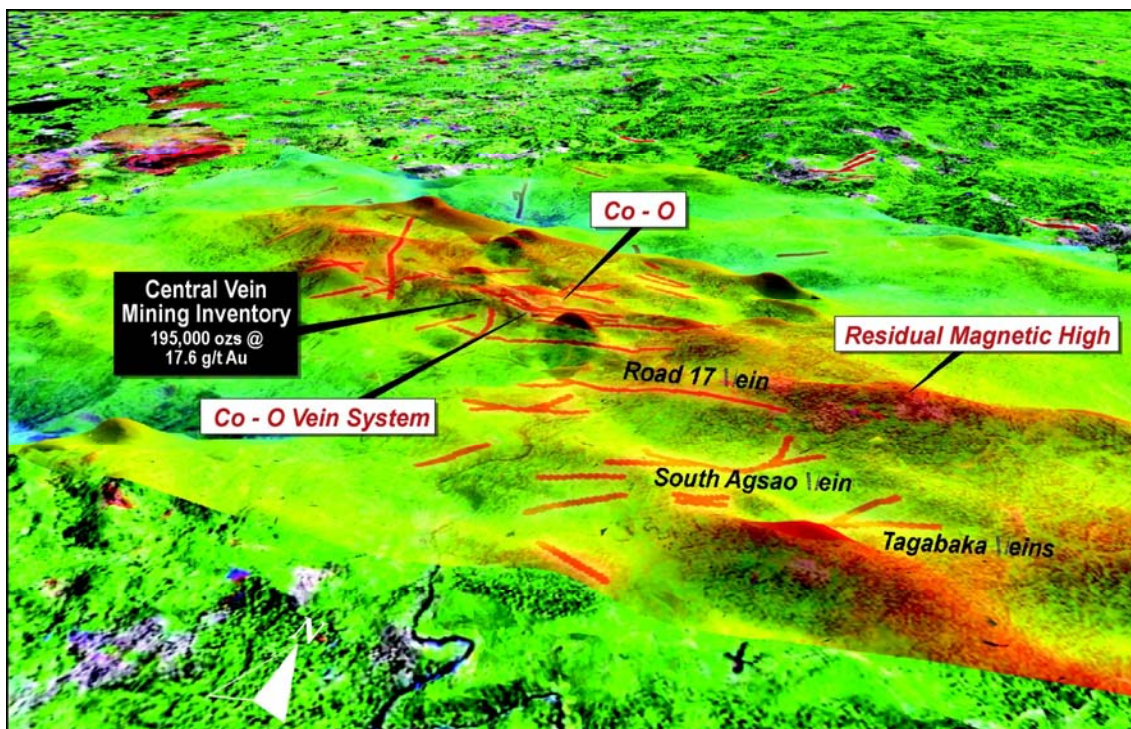 Co - O
Central Vein
Mining Inventory
195,000 ozs @
17.6 g/t Au
Residual Magnetic High
Road 17 Vein
Co - O Vein System
South Agsao Vein
Tagabaka Veins
N